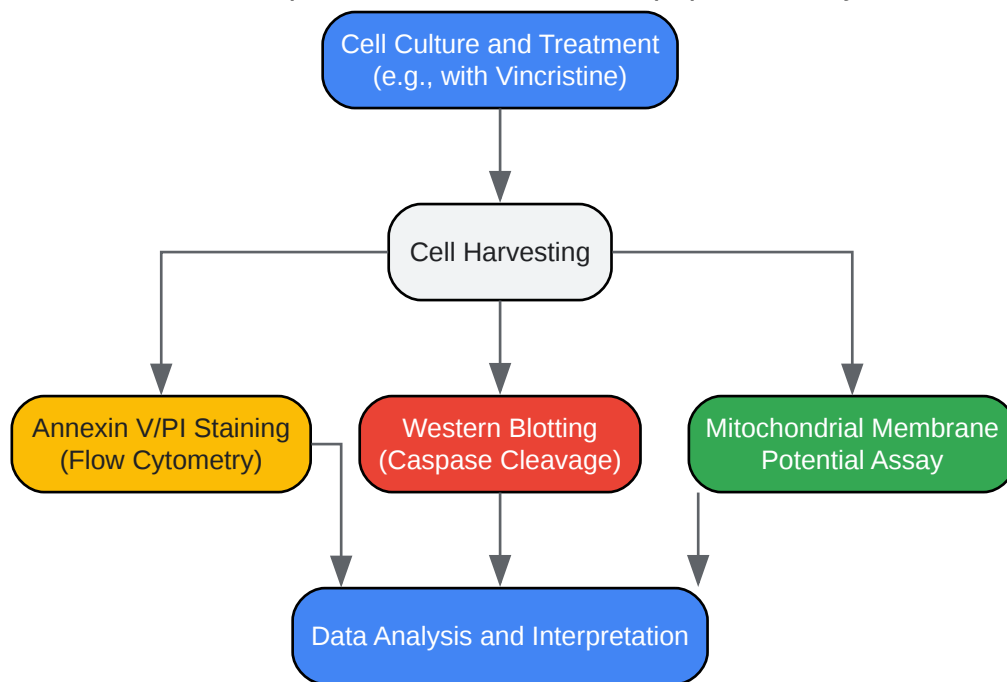 Cell Culture and Treatment
(e.g., with Vincristine)
Cell Harvesting
Annexin V/PI Staining
(Flow Cytometry)
Western Blotting
(Caspase Cleavage)
Mitochondrial Membrane
Potential Assay
Data Analysis and Interpretation